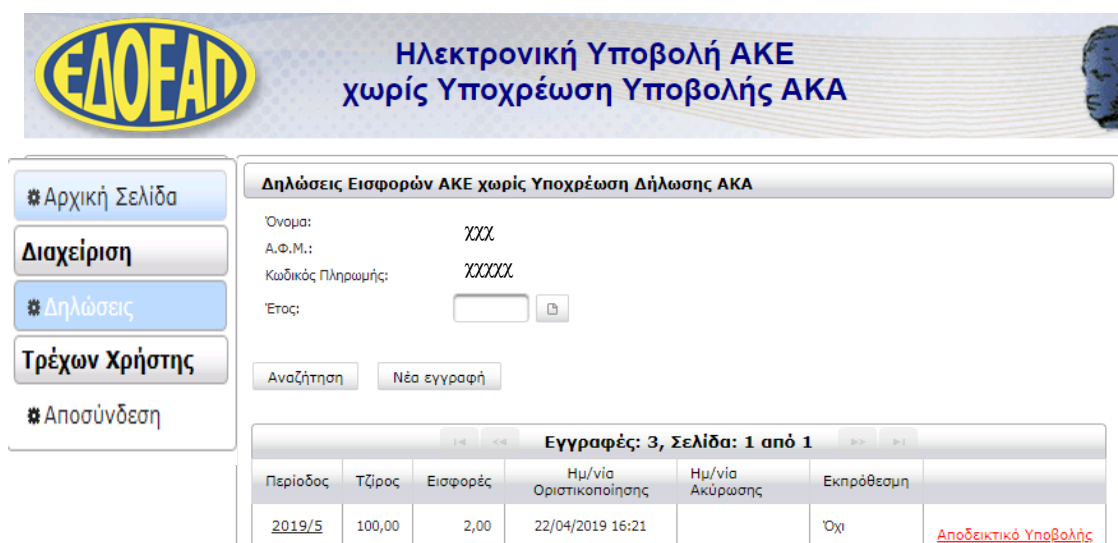 ΕΔΟΕΑΠ
Ηλεκτρονική Υποβολή ΑΚΕ
χωρίς Υποχρέωση Υποβολής ΑΚΑ
Αρχική Σελίδα
Διαχείριση
Δηλώσεις
Τρέχων Χρήστης
Αποσύνδεση
Δηλώσεις Εισφορών ΑΚΕ χωρίς Υποχρέωση Δήλωσης ΑΚΑ
Όνομα:
Α.Φ.Μ.: χχχ
Κωδικός Πληρωμής: χχχχχ
Έτος:
Αναζήτηση Νέα εγγραφή
Εγγραφές: 3, Σελίδα: 1 από 1
Περίοδος Τζίρος Εισφορές Ημ/νία Οριστικοποίησης Ημ/νία Ακύρωσης Εκπρόθεσμη
2019/5 100,00 2,00 22/04/2019 16:21 Όχι Αποδεικτικό Υποβολής